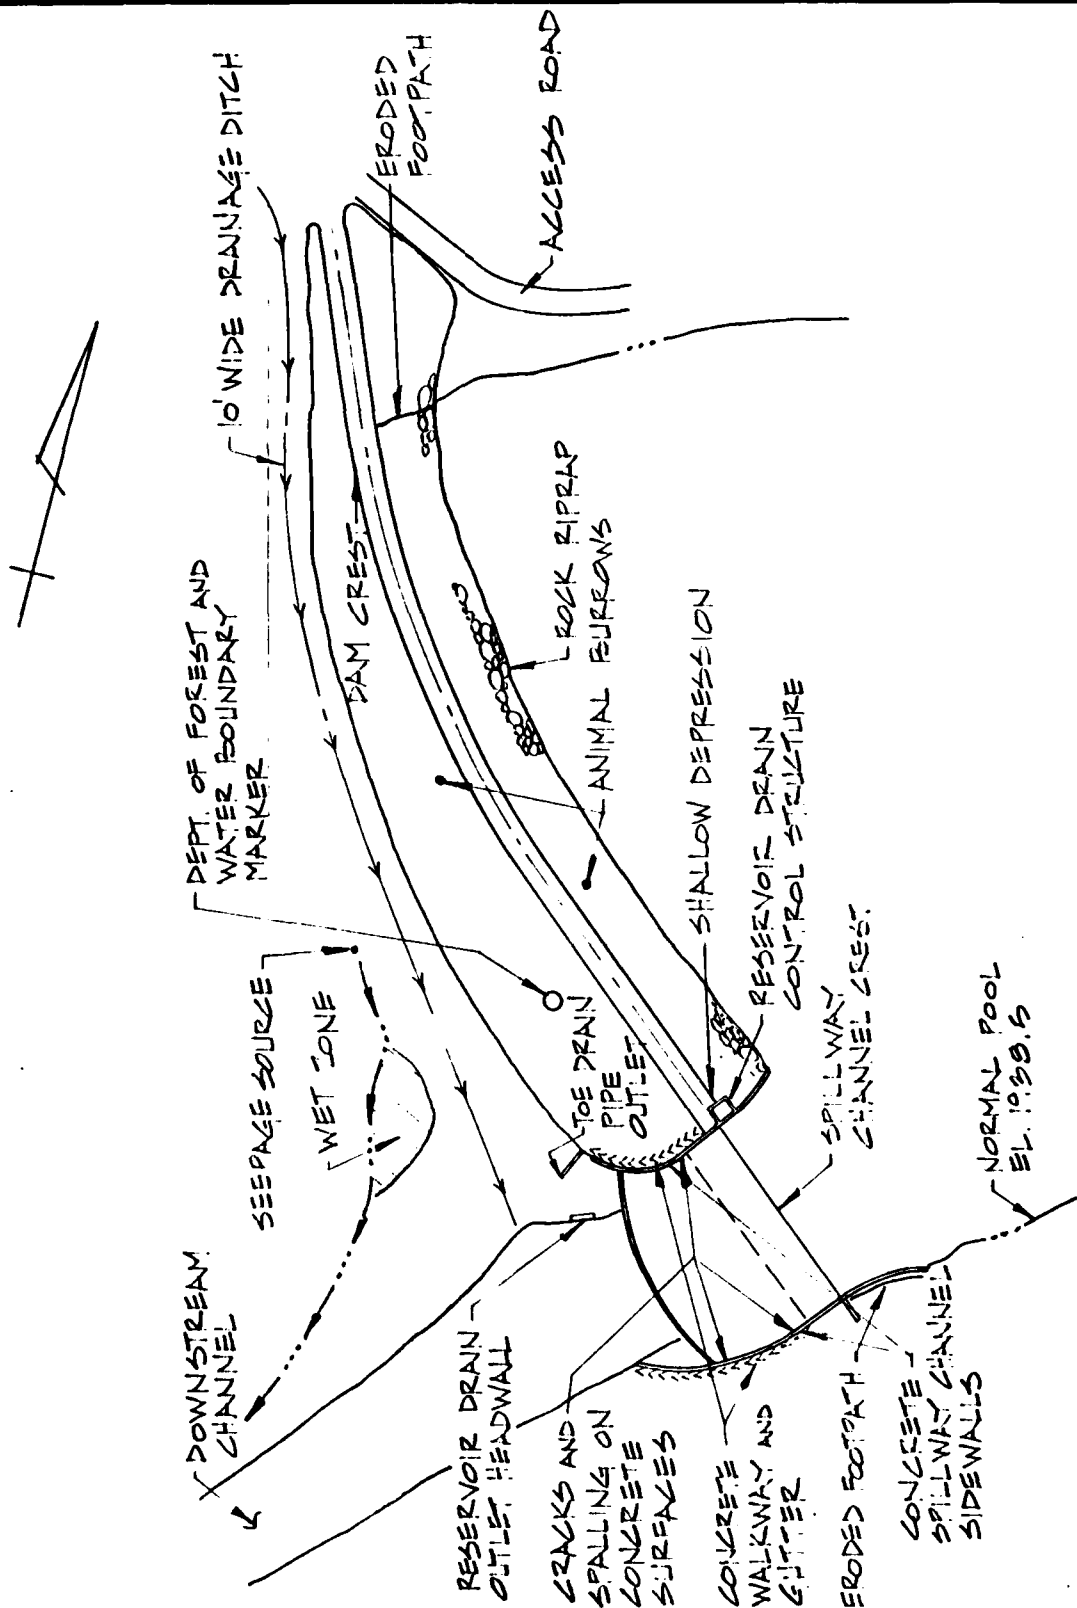 10' WIDE DRAINAGE DITCH
ERODED
FOOTPATH
ACCESS ROAD
DEPT. OF FOREST AND
WATER BOUNDARY
MARKER
DAM CREST
ROCK RIPRAP
ANIMAL BURROWS
SHALLOW DEPRESSION
RESERVOIR DRAIN
CONTROL STRUCTURE
SEEPAGE SOURCE
WET ZONE
TOE DRAIN
PIPE
OUTLET
SPILLWAY
CHANNEL CREST
NORMAL POOL
EL. 1933.5
DOWNSTREAM
CHANNEL
RESERVOIR DRAIN
OUTLET HEADWALL
CRACKS AND
SPALLING ON
CONCRETE
SURFACES
CONCRETE
WALKWAY AND
GUTTER
ERODED FOOTPATH
CONCRETE
SPILLWAY CHANNEL
SIDEWALLS